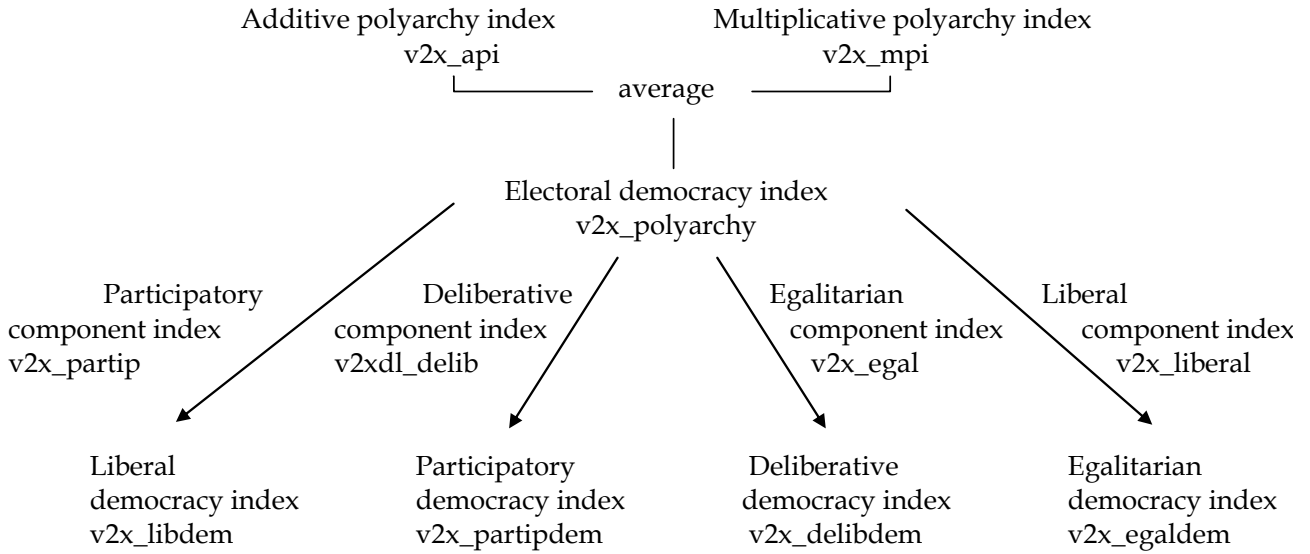 Additive polyarchy index
v2x_api
Multiplicative polyarchy index
v2x_mpi
average
Electoral democracy index
v2x_polyarchy
Participatory
component index
v2x_partip
Deliberative
component index
v2xdl_delib
Egalitarian
component index
v2x_egal
Liberal
component index
v2x_liberal
Liberal
democracy index
v2x_libdem
Participatory
democracy index
v2x_partipdem
Deliberative
democracy index
v2x_delibdem
Egalitarian
democracy index
v2x_egaldem